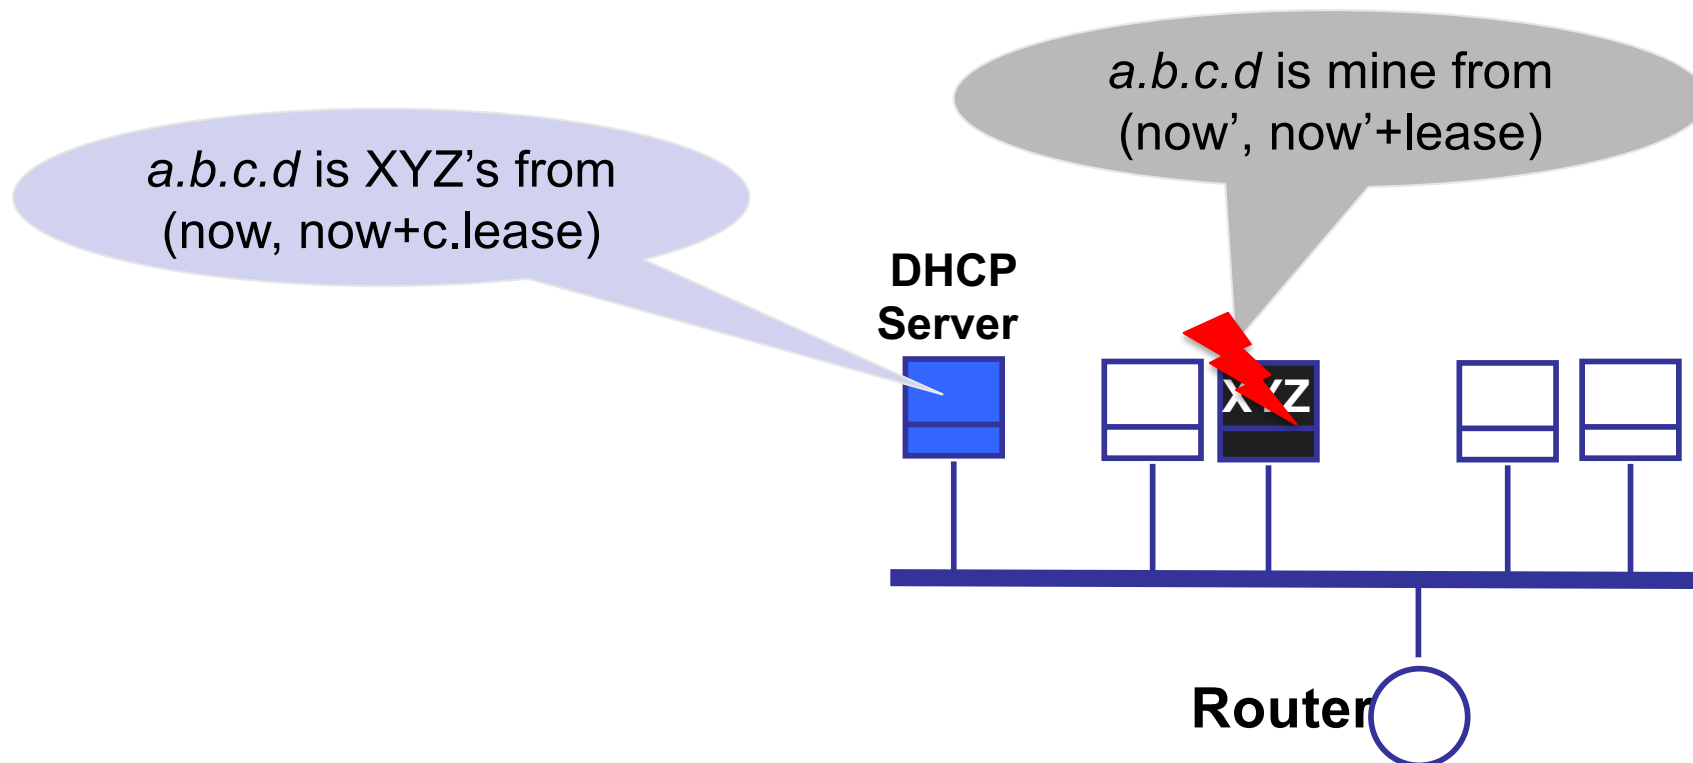 a.b.c.d is mine from
(now’, now’+lease)
a.b.c.d is XYZ’s from
(now, now+c.lease)
DHCP
Server
XYZ
Router